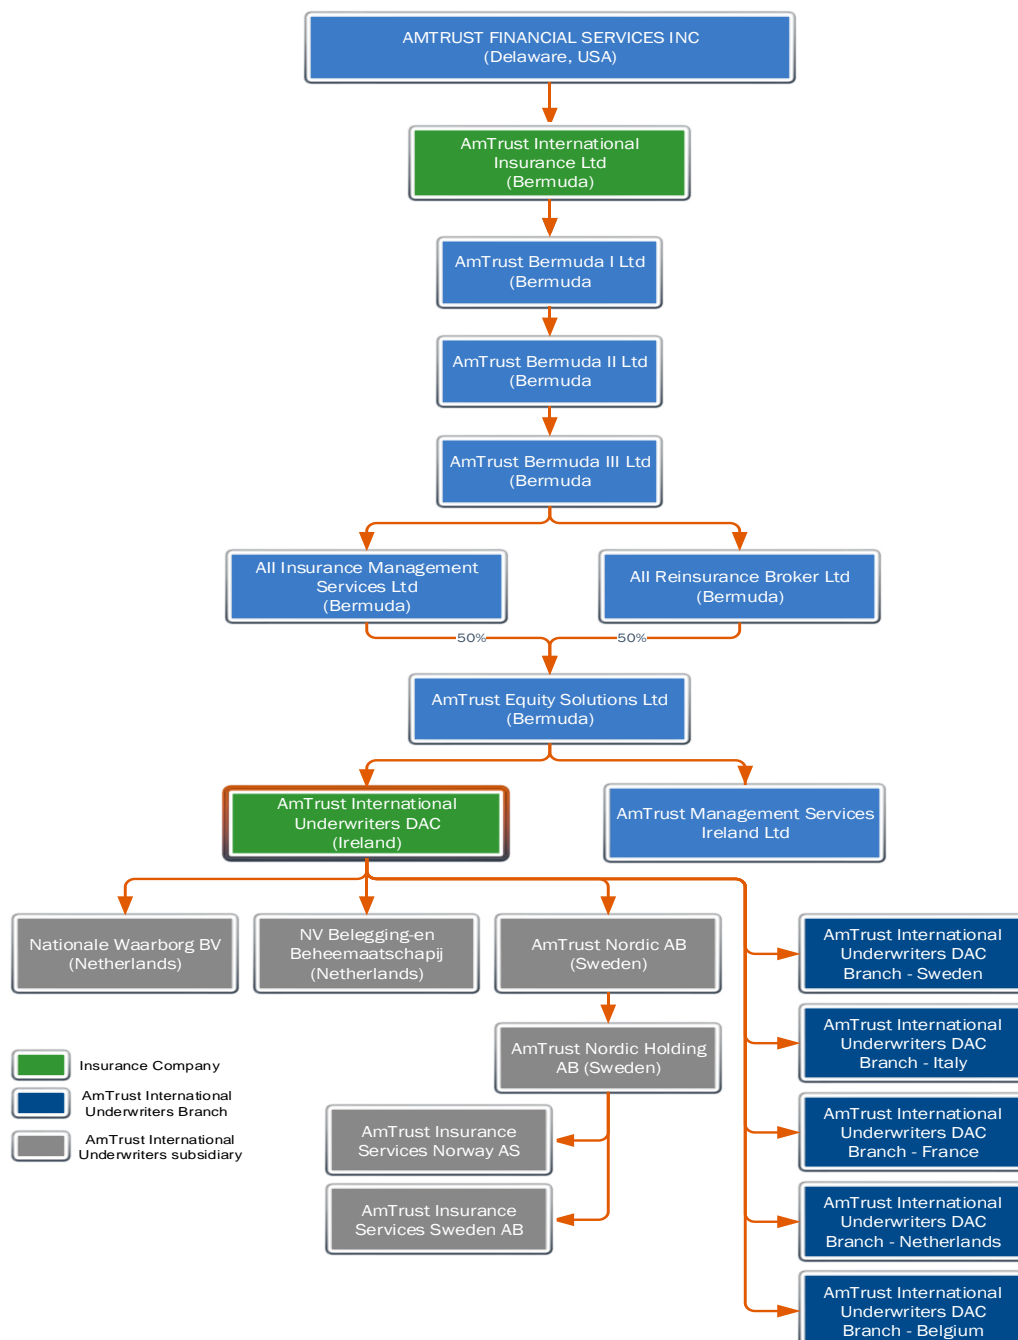 AMTRUST FINANCIAL SERVICES INC
(Delaware, USA)
AmTrust International
Insurance Ltd
(Bermuda)
AmTrust Bermuda I Ltd
(Bermuda
AmTrust Bermuda II Ltd
(Bermuda
AmTrust Bermuda III Ltd
(Bermuda
All Insurance Management
Services Ltd
(Bermuda)
All Reinsurance Broker Ltd
(Bermuda)
50%
50%
AmTrust Equity Solutions Ltd
(Bermuda)
AmTrust International
Underwriters DAC
(Ireland)
AmTrust Management Services
Ireland Ltd
Nationale Waarborg BV
(Netherlands)
NV Belegging-en
Beheemaatschapij
(Netherlands)
AmTrust Nordic AB
(Sweden)
AmTrust International
Underwriters DAC
Branch - Sweden
AmTrust Nordic Holding
AB (Sweden)
AmTrust International
Underwriters DAC
Branch - Italy
AmTrust Insurance
Services Norway AS
AmTrust International
Underwriters DAC
Branch - France
AmTrust Insurance
Services Sweden AB
AmTrust International
Underwriters DAC
Branch - Netherlands
AmTrust International
Underwriters DAC
Branch - Belgium
Insurance Company
AmTrust International
Underwriters Branch
AmTrust International
Underwriters subsidiary